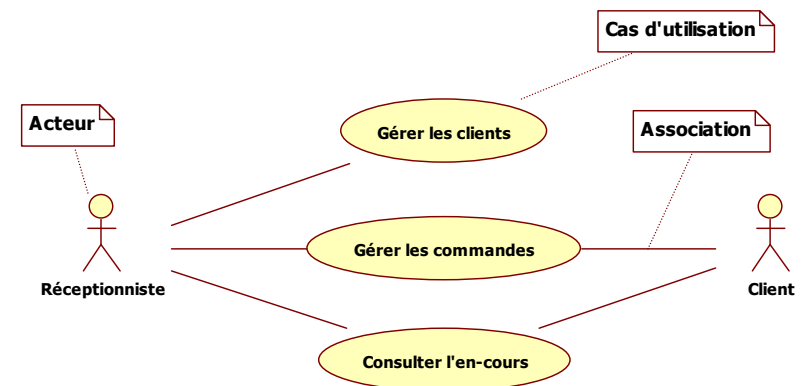 Cas d'utilisation
Acteur
Association
Gérer les clients
Gérer les commandes
Réceptionniste
Client
Consulter l'en-cours